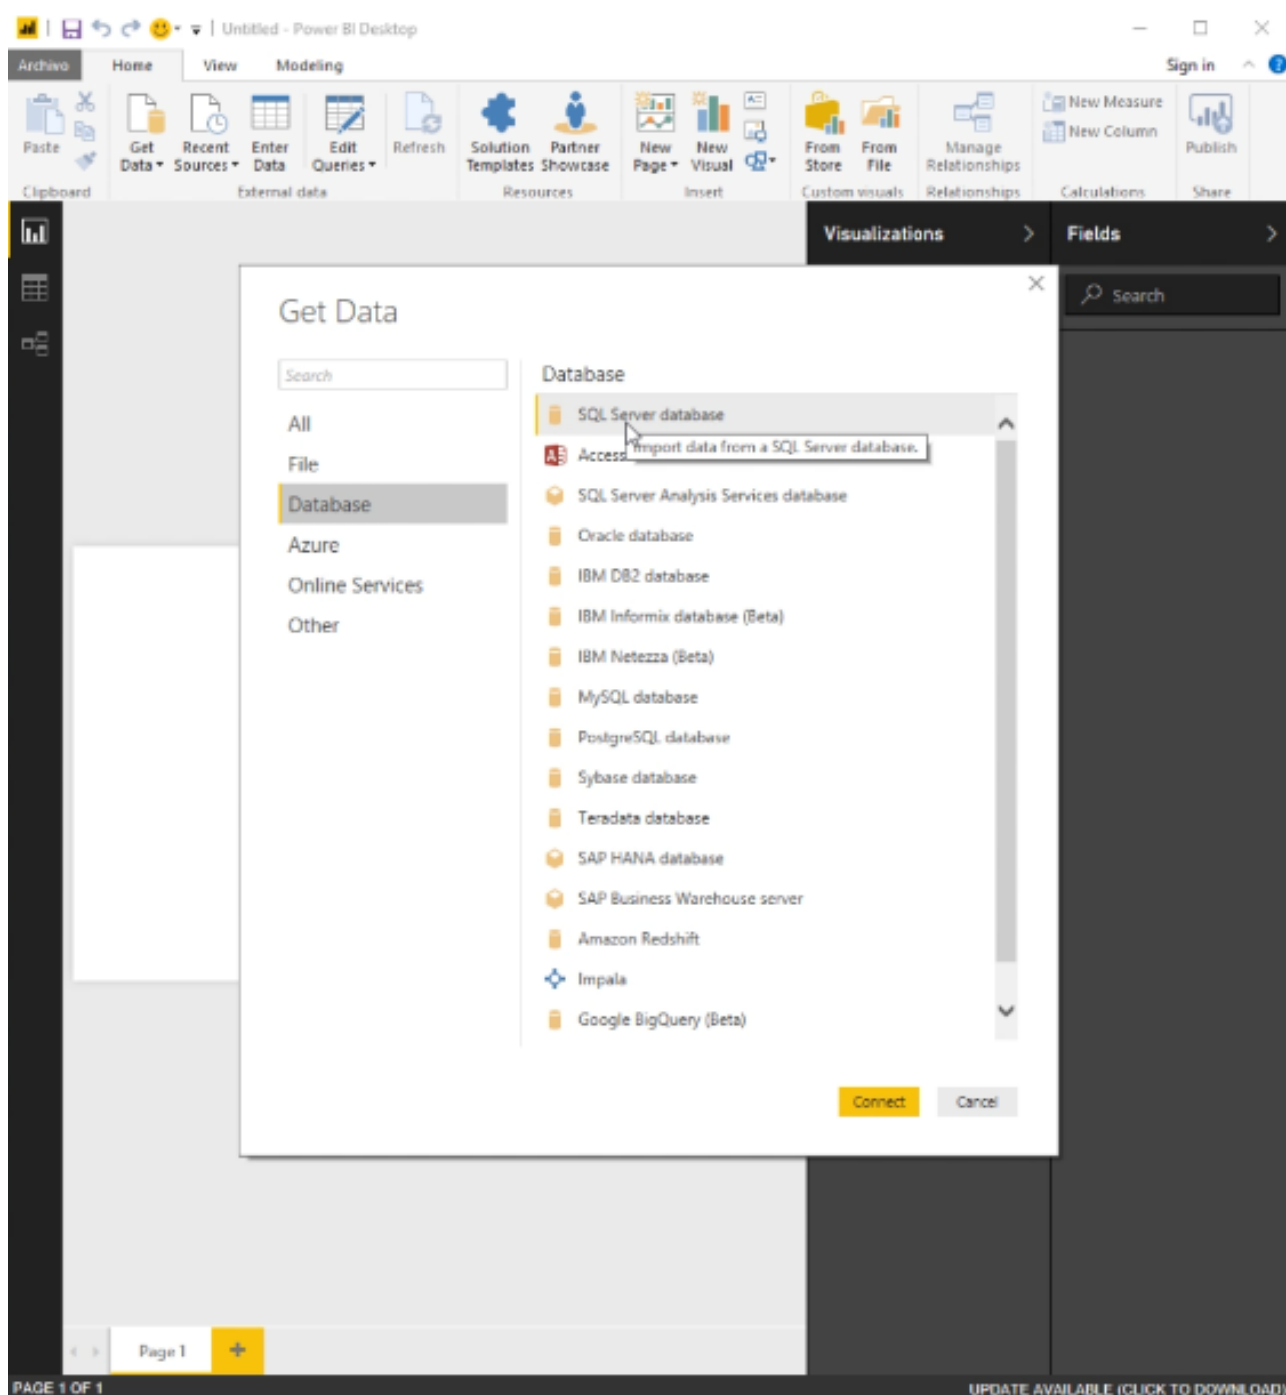 Untitled - Power BI Desktop
Archivo Home View Modeling Sign in
Paste
Get Data
Recent Sources
Enter Data
Edit Queries
Refresh
Solution Templates
Partner Showcase
New Page
New Visual
From Store
From File
Manage Relationships
New Measure
New Column
Publish
Clipboard External data Resources Insert Custom visuals Relationships Calculations Share
Visualizations
Fields
Search
Get Data
Search
All
File
Database
Azure
Online Services
Other
Database
SQL Server database
Import data from a SQL Server database.
Access
SQL Server Analysis Services database
Oracle database
IBM DB2 database
IBM Informix database (Beta)
IBM Netezza (Beta)
MySQL database
PostgreSQL database
Sybase database
Teradata database
SAP HANA database
SAP Business Warehouse server
Amazon Redshift
Impala
Google BigQuery (Beta)
Connect Cancel
Page 1
PAGE 1 OF 1 UPDATE AVAILABLE (CLICK TO DOWNLOAD)